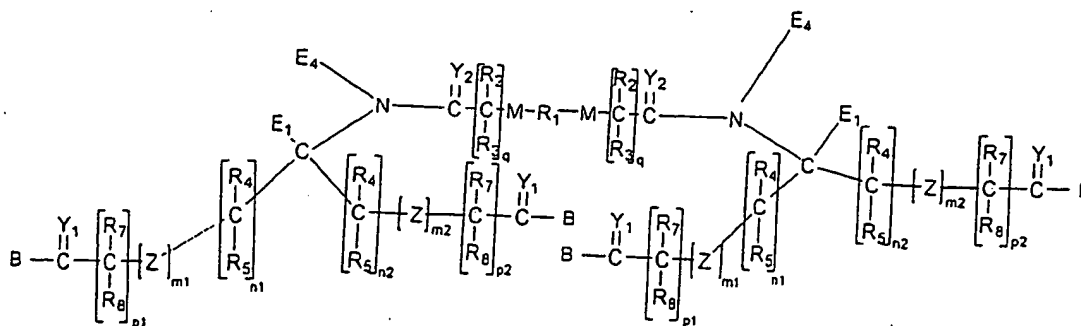 E4
E4
Y2 R3 R2 Y2
N—C—C—M—R1—M—C—C—N
E1 R3 q R3 q E1
C C
R4 R4 R7 Y1 R4 R4 R7 Y1
C C—[Z]m2—C—C—B C C—[Z]m2—C—C
Y1 R7 R5 n1 R5 n2 R8 p2 Y1 R7 R5 n1 R5 n2 R8 p2
B—C—C—[Z]m1 B—C—C—[Z]m1
R8 p1 R8 p1